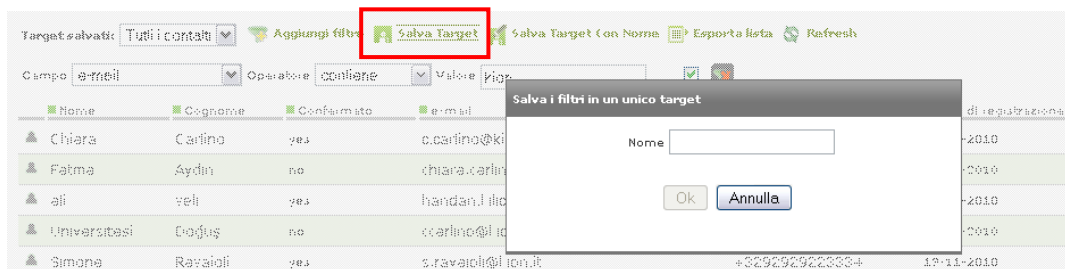 Target salvati: Tutti i contatti Aggiungi filtro Salva Target Salva Target Con Nome Esporta lista Refresh
Campo e-mail Operatore contiene Valore kion
Salva i filtri in un unico target
Nome Cognome Confermato e-mail di registrazione
Nome
Chiara Carlino yes c.carlino@ki -2010
Fatma Aydin no chiara.carlin -2010
Ok Annulla
ali veli yes handan.l -2010
Universitesi Doğuş no ccarlino@ -2010
Simone Ravaioli yes s.ravaioli@ +3292929223334 19-11-2010